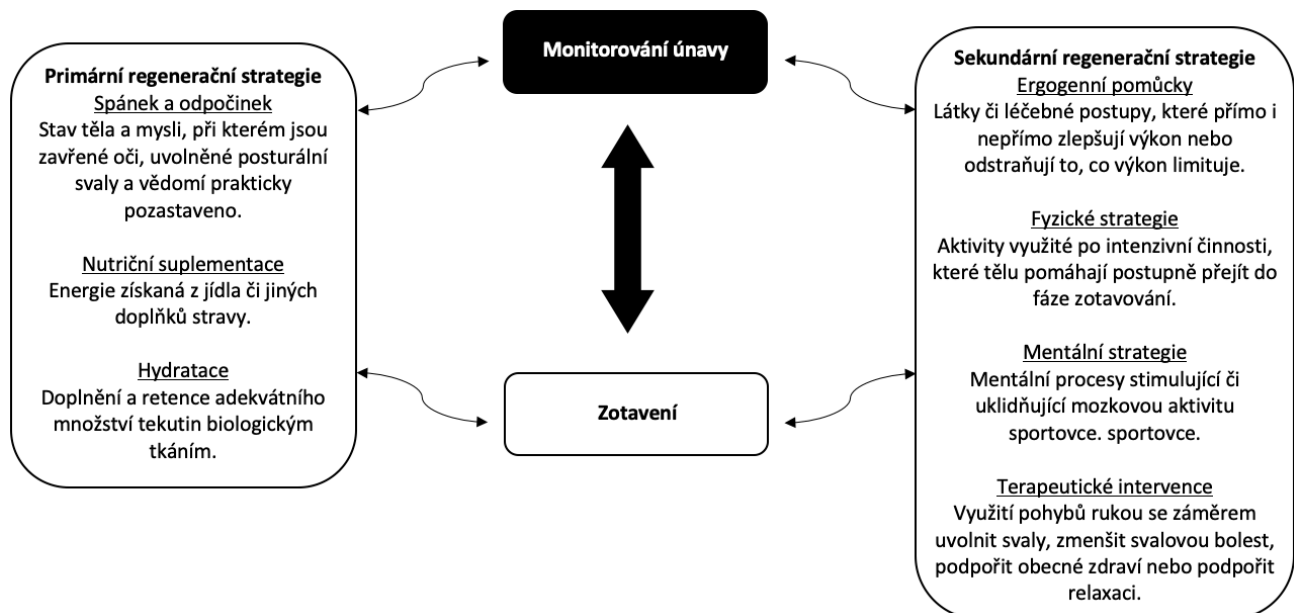 Monitorování únavy
Primární regenerační strategie
Spánek a odpočinek
Stav těla a mysli, při kterém jsou
zavřené oči, uvolněné posturální
svaly a vědomí prakticky
pozastaveno.
Nutriční suplementace
Energie získaná z jídla či jiných
doplňků stravy.
Hydratace
Doplnění a retence adekvátního
množství tekutin biologickým
tkáním.
Zotavení
Sekundární regenerační strategie
Ergogenní pomůcky
Látky či léčebné postupy, které přímo i
nepřímo zlepšují výkon nebo
odstraňují to, co výkon limituje.
Fyzické strategie
Aktivity využité po intenzivní činnosti,
které tělu pomáhají postupně přejít do
fáze zotavování.
Mentální strategie
Mentální procesy stimulující či
uklidňující mozkovou aktivitu
sportovce. sportovce.
Terapeutické intervence
Využití pohybů rukou se záměrem
uvolnit svaly, zmenšit svalovou bolest,
podpořit obecné zdraví nebo podpořit
relaxaci.